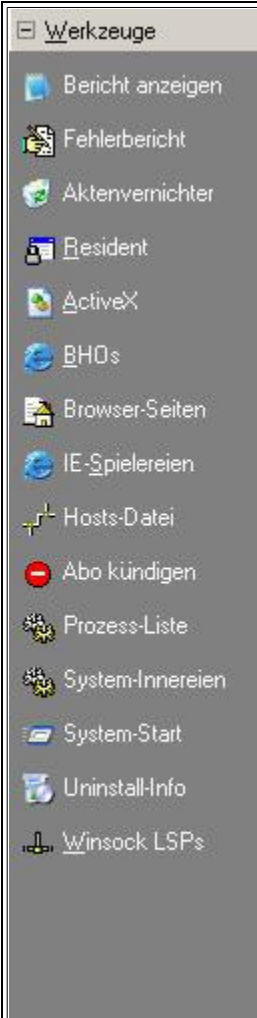 Werkzeuge
Bericht anzeigen
Fehlerbericht
Aktenvernichter
Resident
ActiveX
BHOs
Browser-Seiten
IE-Spielereien
Hosts-Datei
Abo kündigen
Prozess-Liste
System-Innereien
System-Start
Uninstall-Info
Winsock LSPs